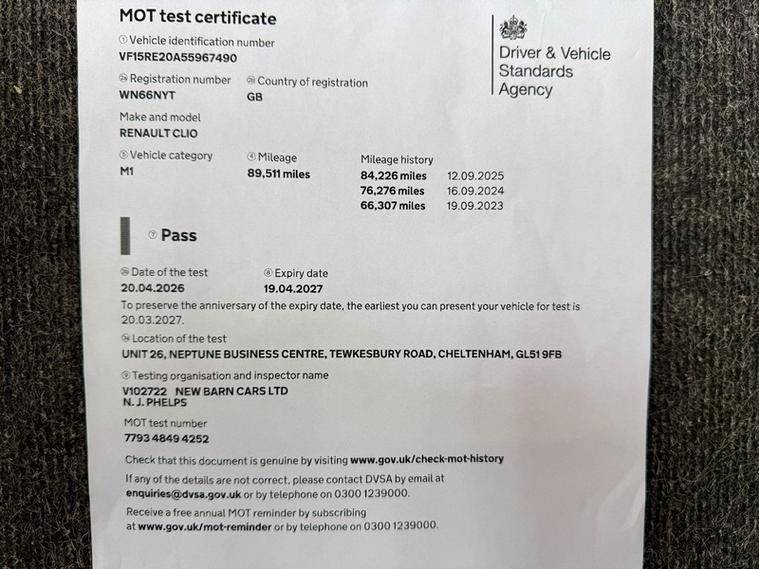 MOT test certificate
① Vehicle identification number
VF15RE20A55967490
Registration number
Country of registration
WN66NYT
GB
Make and model
RENAULT CLIO
Driver & Vehicle
Standards
Agency
⑤ Vehicle category
M1
④ Mileage
89,511 miles
Mileage history
84,226 miles 12.09.2025
76,276 miles 16.09.2024
66,307 miles 19.09.2023
⑦ Pass
Date of the test
20.04.2026
⑧ Expiry date
19.04.2027
To preserve the anniversary of the expiry date, the earliest you can present your vehicle for test is
20.03.2027.
Location of the test
UNIT 26, NEPTUNE BUSINESS CENTRE, TEWKESBURY ROAD, CHELTENHAM, GL51 9FB
⑨ Testing organisation and inspector name
V102722 NEW BARN CARS LTD
N. J. PHELPS
MOT test number
7793 4849 4252
Check that this document is genuine by visiting www.gov.uk/check-mot-history
If any of the details are not correct, please contact DVSA by email at
enquiries@dvsa.gov.uk or by telephone on 0300 1239000.
Receive a free annual MOT reminder by subscribing
at www.gov.uk/mot-reminder or by telephone on 0300 1239000.